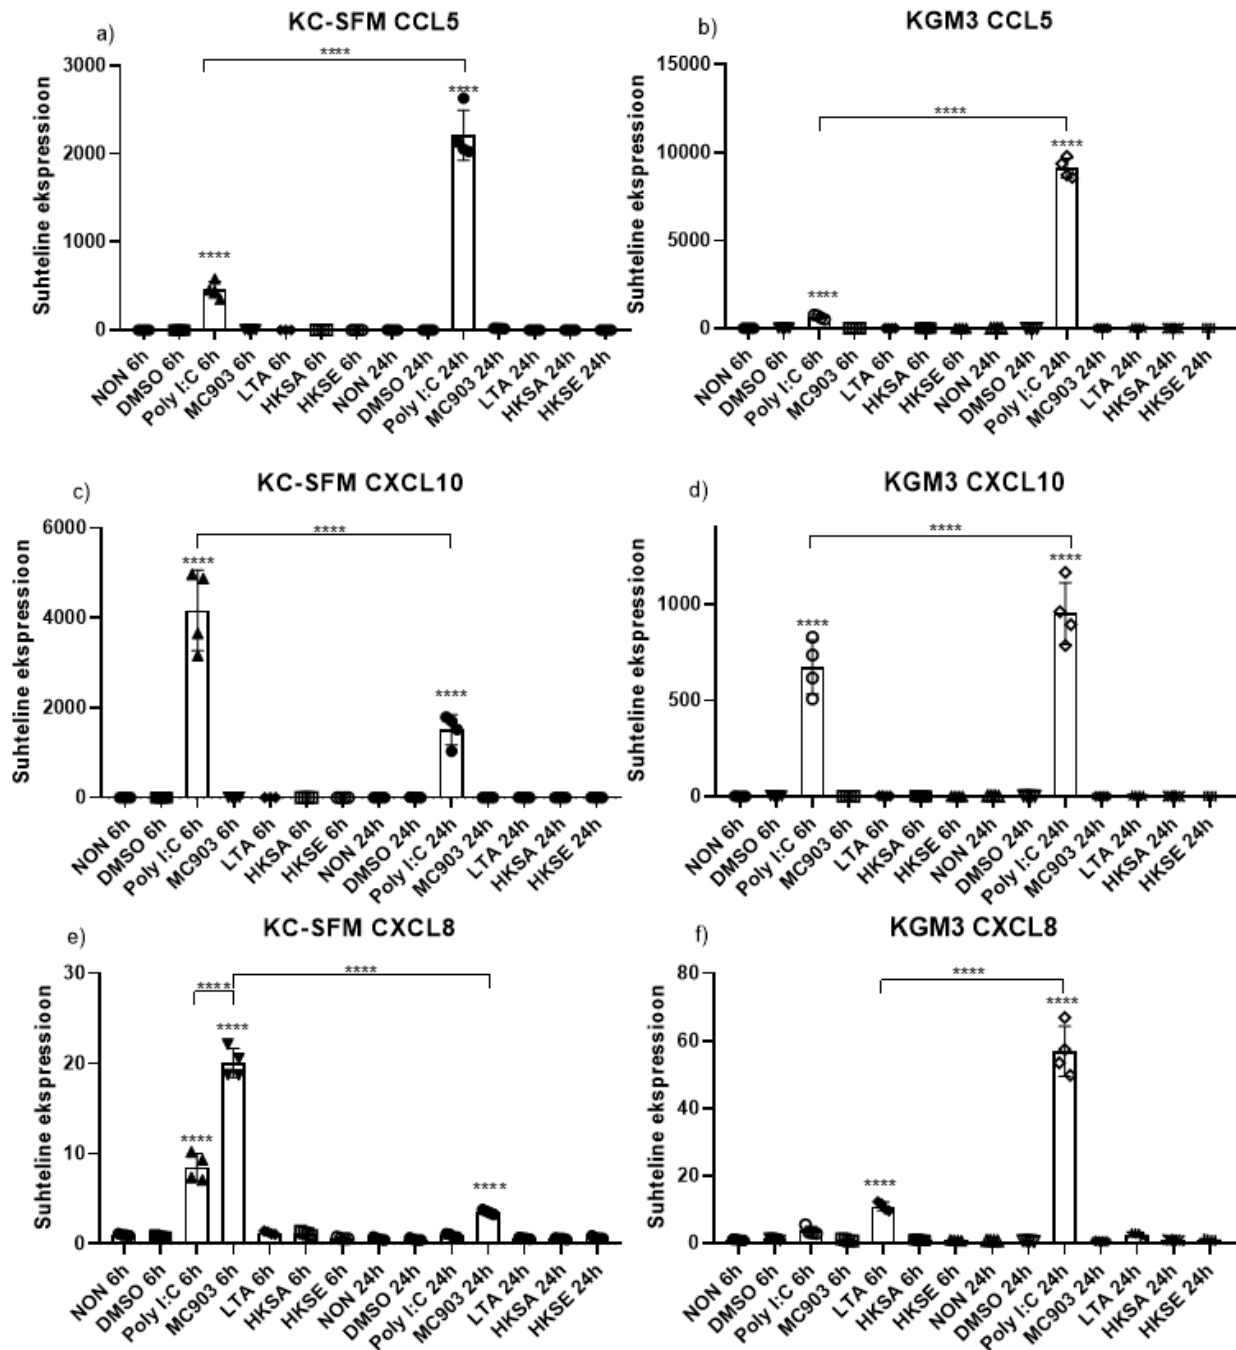 a)
KC-SFM CCL5
Suhteline ekspressioon
3000
2000
1000
0
****
****
****
NON 6h
DMSO 6h
Poly I:C 6h
MC903 6h
LTA 6h
HKSA 6h
HKSE 6h
NON 24h
DMSO 24h
Poly I:C 24h
MC903 24h
LTA 24h
HKSA 24h
HKSE 24h
b)
KGM3 CCL5
Suhteline ekspressioon
15000
10000
5000
0
****
****
****
NON 6h
DMSO 6h
Poly I:C 6h
MC903 6h
LTA 6h
HKSA 6h
HKSE 6h
NON 24h
DMSO 24h
Poly I:C 24h
MC903 24h
LTA 24h
HKSA 24h
HKSE 24h
c)
KC-SFM CXCL10
Suhteline ekspressioon
6000
4000
2000
0
****
****
****
NON 6h
DMSO 6h
Poly I:C 6h
MC903 6h
LTA 6h
HKSA 6h
HKSE 6h
NON 24h
DMSO 24h
Poly I:C 24h
MC903 24h
LTA 24h
HKSA 24h
HKSE 24h
d)
KGM3 CXCL10
Suhteline ekspressioon
1000
500
0
****
****
****
NON 6h
DMSO 6h
Poly I:C 6h
MC903 6h
LTA 6h
HKSA 6h
HKSE 6h
NON 24h
DMSO 24h
Poly I:C 24h
MC903 24h
LTA 24h
HKSA 24h
HKSE 24h
e)
KC-SFM CXCL8
Suhteline ekspressioon
30
20
10
0
****
****
****
****
****
NON 6h
DMSO 6h
Poly I:C 6h
MC903 6h
LTA 6h
HKSA 6h
HKSE 6h
NON 24h
DMSO 24h
Poly I:C 24h
MC903 24h
LTA 24h
HKSA 24h
HKSE 24h
f)
KGM3 CXCL8
Suhteline ekspressioon
80
60
40
20
0
****
****
****
NON 6h
DMSO 6h
Poly I:C 6h
MC903 6h
LTA 6h
HKSA 6h
HKSE 6h
NON 24h
DMSO 24h
Poly I:C 24h
MC903 24h
LTA 24h
HKSA 24h
HKSE 24h